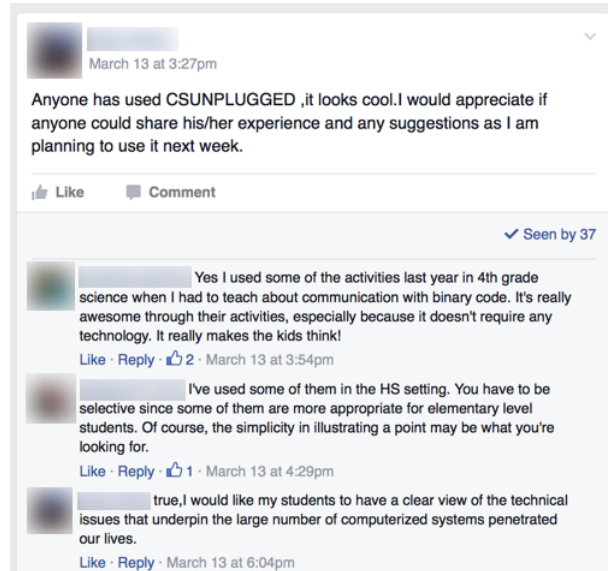 March 13 at 3:27pm
Anyone has used CSUNPLUGGED ,it looks cool.I would appreciate if
anyone could share his/her experience and any suggestions as I am
planning to use it next week.
Like Comment
Seen by 37
Yes I used some of the activities last year in 4th grade
science when I had to teach about communication with binary code. It's really
awesome through their activities, especially because it doesn't require any
technology. It really makes the kids think!
Like · Reply · 2 · March 13 at 3:54pm
I've used some of them in the HS setting. You have to be
selective since some of them are more appropriate for elementary level
students. Of course, the simplicity in illustrating a point may be what you're
looking for.
Like · Reply · 1 · March 13 at 4:29pm
true,I would like my students to have a clear view of the technical
issues that underpin the large number of computerized systems penetrated
our lives.
Like · Reply · March 13 at 6:04pm